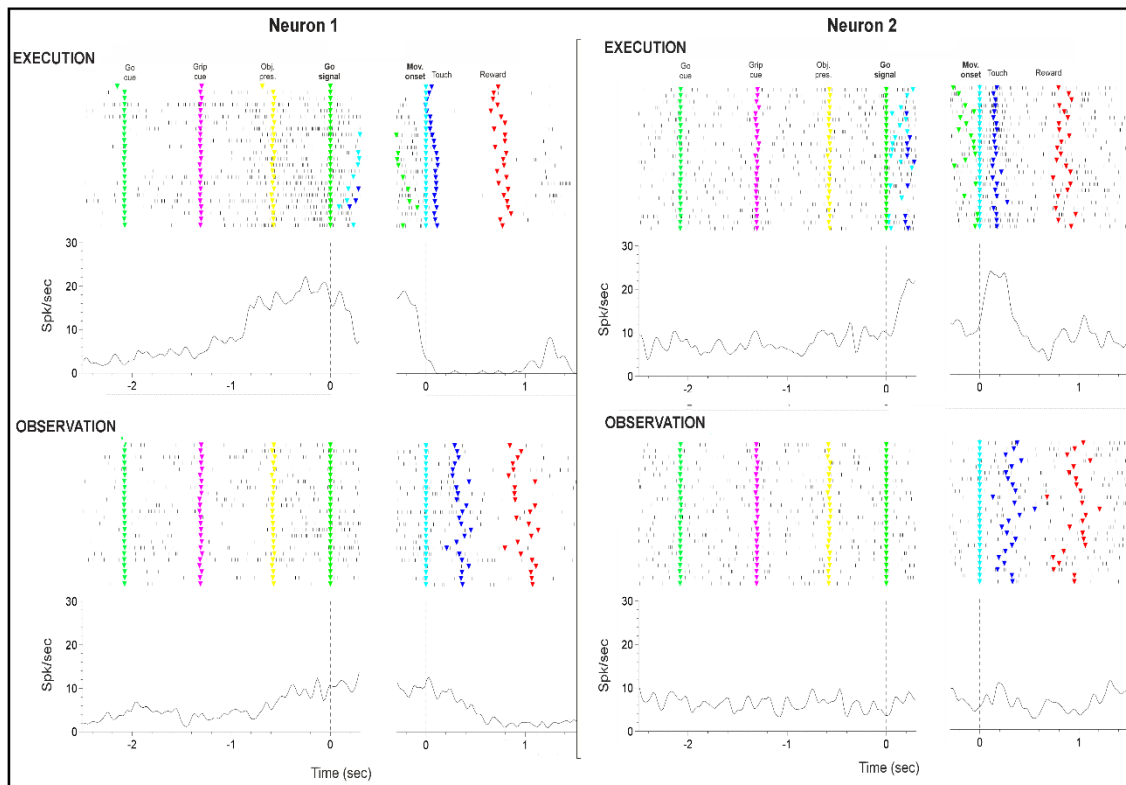 Neuron 1
EXECUTION
Go cue
Grip cue
Obj. pres.
Go signal
Mov. onset
Touch
Reward
30
20
10
0
Spk/sec
-2
-1
0
0
1
OBSERVATION
30
20
10
0
Spk/sec
-2
-1
0
0
1
Time (sec)
Neuron 2
EXECUTION
Go cue
Grip cue
Obj. pres.
Go signal
Mov. onset
Touch
Reward
30
20
10
0
Spk/sec
-2
-1
0
0
1
OBSERVATION
30
20
10
0
Spk/sec
-2
-1
0
0
1
Time (sec)